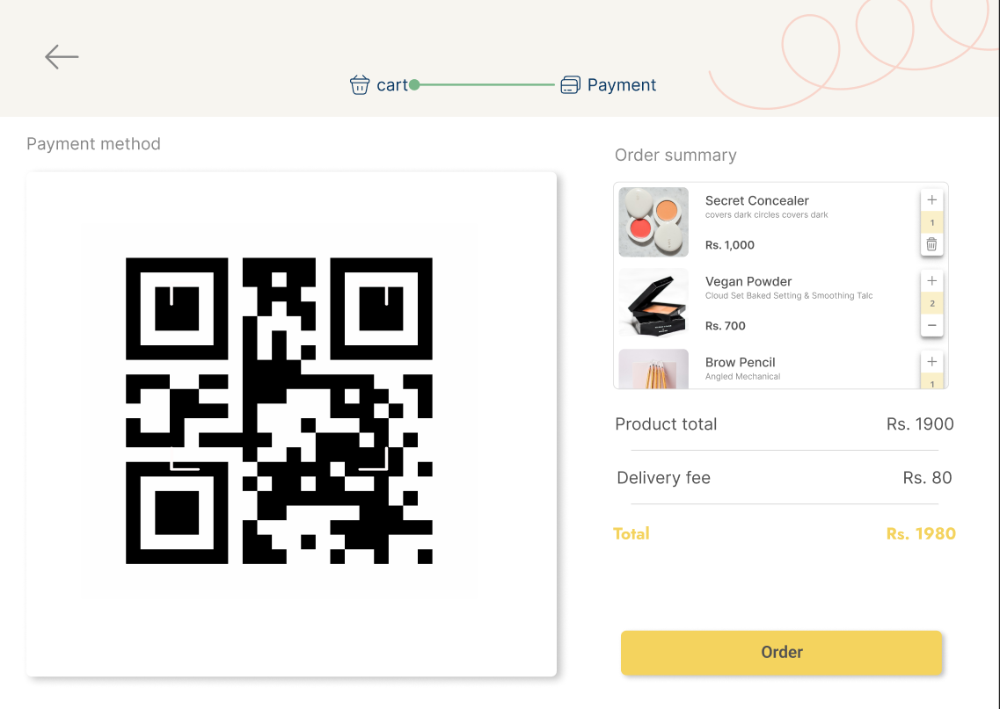 cart
Payment
Payment method
Order summary
Secret Concealer
covers dark circles covers dark
Rs. 1,000
+
1
Vegan Powder
Cloud Set Baked Setting & Smoothing Talc
Rs. 700
+
2
−
Brow Pencil
Angled Mechanical
+
1
Product total Rs. 1900
Delivery fee Rs. 80
Total Rs. 1980
Order